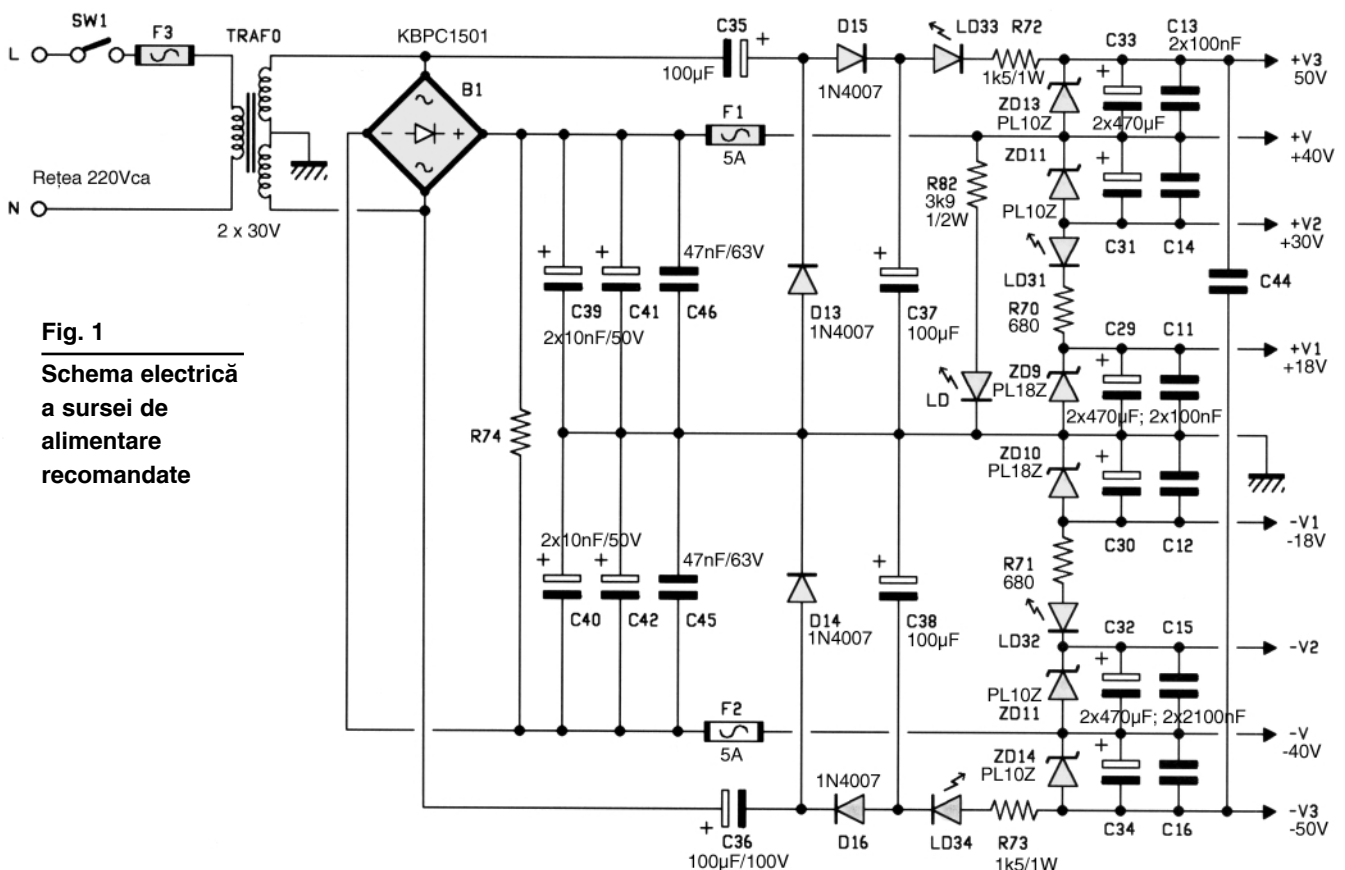 SW1
F3
TRAFO
L
N
Rețea 220Vca
2 x 30V
KBPC1501
B1
~
- +
~
C35
+
100µF
D15
1N4007
LD33
R72
1k5/1W
C33
C13
2x100nF
+V3
50V
ZD13
PL10Z
+
2x470µF
F1
5A
+V
+40V
R82
3k9
1/2W
ZD11
PL10Z
+
C31
C14
+V2
+30V
LD31
R70
680
C44
+
+
47nF/63V
C39
C41
C46
2x10nF/50V
D13
1N4007
+
C37
100µF
C29
C11
+V1
+18V
LD
ZD9
PL18Z
+
2x470µF; 2x100nF
Fig. 1
Schema electrică
a sursei de
alimentare
recomandate
R74
ZD10
PL18Z
+
C30
C12
-V1
-18V
2x10nF/50V
+
+
47nF/63V
C40
C42
C45
D14
1N4007
+
C38
100µF
R71
680
LD32
C32
C15
-V2
+
PL10Z
ZD11
2x470µF; 2x2100nF
F2
5A
-V
-40V
ZD14
PL10Z
+
C34
C16
-V3
-50V
1N4007
+
C36
100µF/100V
D16
LD34
R73
1k5/1W